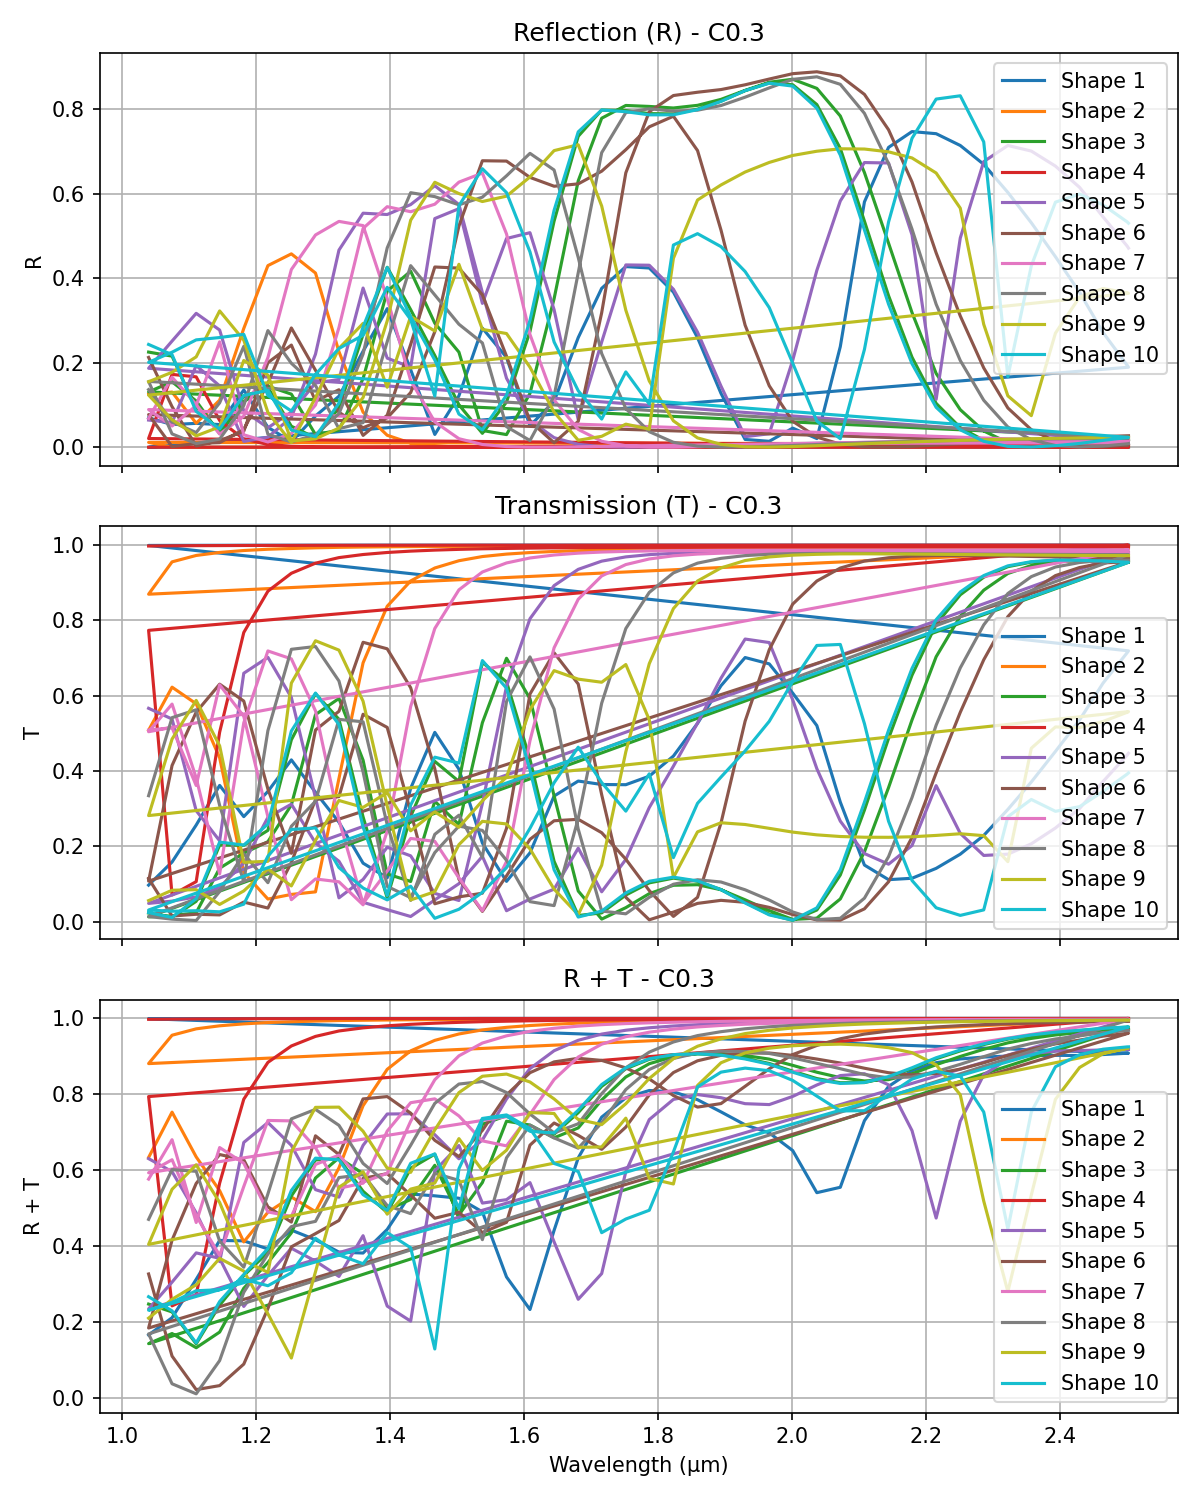 Reflection (R) - C0.3
R
0.8
0.6
0.4
0.2
0.0
Shape 1
Shape 2
Shape 3
Shape 4
Shape 5
Shape 6
Shape 7
Shape 8
Shape 9
Shape 10
Transmission (T) - C0.3
T
1.0
0.8
0.6
0.4
0.2
0.0
Shape 1
Shape 2
Shape 3
Shape 4
Shape 5
Shape 6
Shape 7
Shape 8
Shape 9
Shape 10
R + T - C0.3
R + T
1.0
0.8
0.6
0.4
0.2
0.0
Shape 1
Shape 2
Shape 3
Shape 4
Shape 5
Shape 6
Shape 7
Shape 8
Shape 9
Shape 10
1.0 1.2 1.4 1.6 1.8 2.0 2.2 2.4
Wavelength (μm)